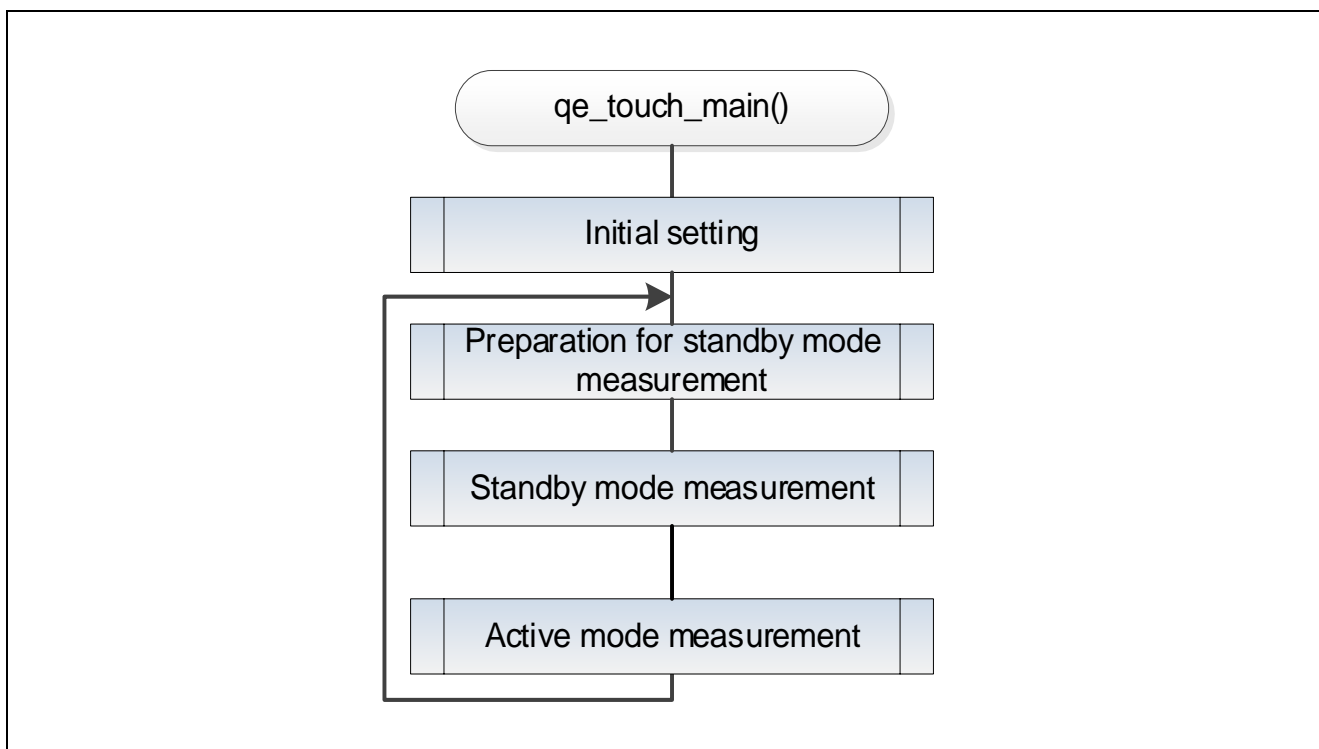 qe_touch_main()
Initial setting
Preparation for standby mode
measurement
Standby mode measurement
Active mode measurement